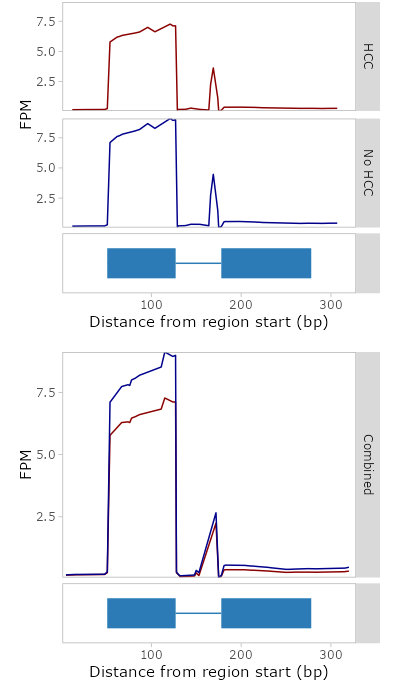 7.5
5.0
2.5
HCC
FPM
7.5
5.0
2.5
No HCC
100 200 300
Distance from region start (bp)
7.5
5.0
2.5
FPM
Combined
100 200 300
Distance from region start (bp)